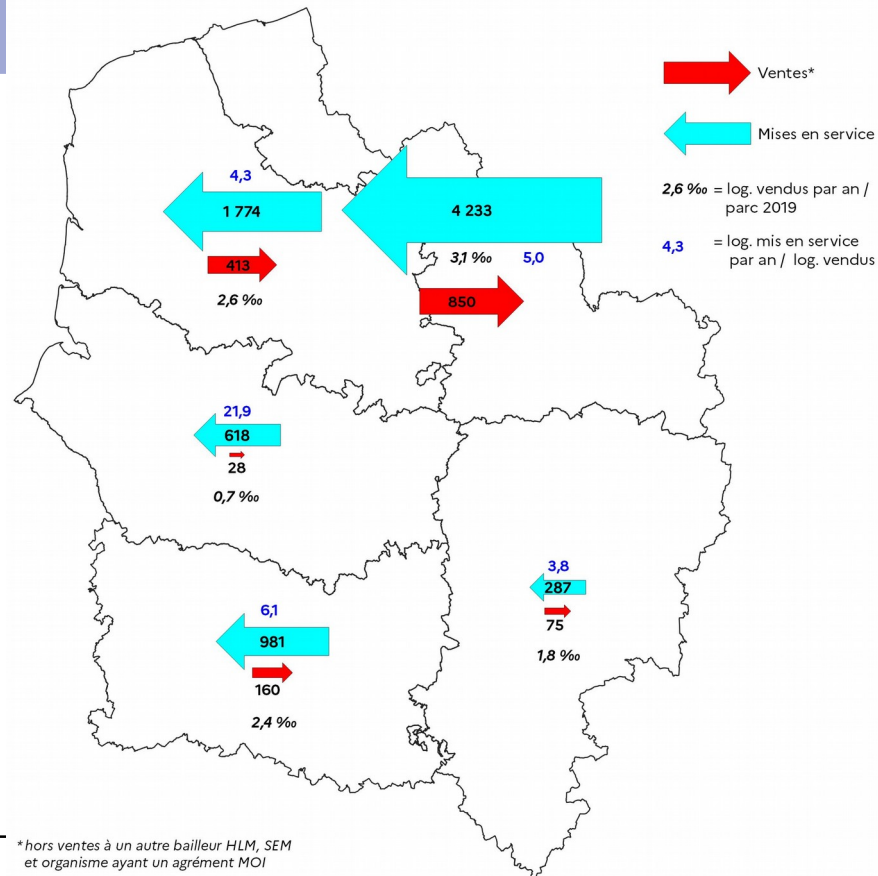 Ventes*
Mises en service
2,6 ‰ = log. vendus par an /
parc 2019
4,3 = log. mis en service
par an / log. vendus
4,3
1 774
413
2,6 ‰
4 233
3,1 ‰ 5,0
850
21,9
618
28
0,7 ‰
3,8
287
75
1,8 ‰
6,1
981
160
2,4 ‰
*hors ventes à un autre bailleur HLM, SEM
et organisme ayant un agrément MOI